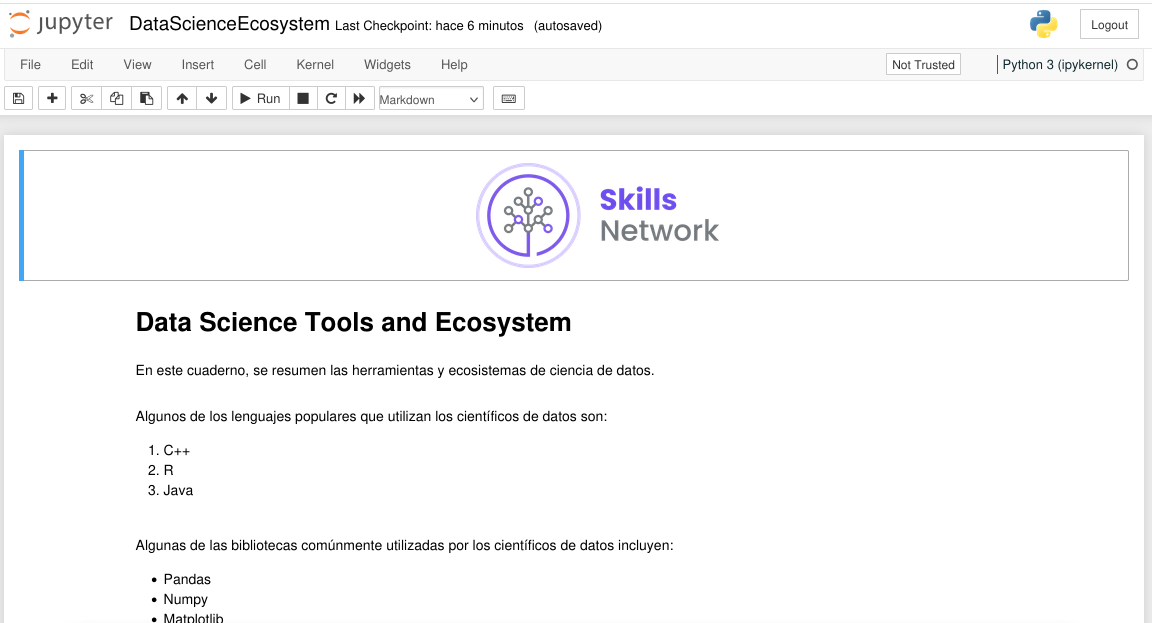 jupyter DataScienceEcosystem Last Checkpoint: hace 6 minutos (autosaved) Logout
File Edit View Insert Cell Kernel Widgets Help Not Trusted Python 3 (ipykernel)
Run Markdown
Skills
Network
Data Science Tools and Ecosystem
En este cuaderno, se resumen las herramientas y ecosistemas de ciencia de datos.
Algunos de los lenguajes populares que utilizan los científicos de datos son:
1. C++
2. R
3. Java
Algunas de las bibliotecas comúnmente utilizadas por los científicos de datos incluyen:
• Pandas
• Numpy
• Matplotlib